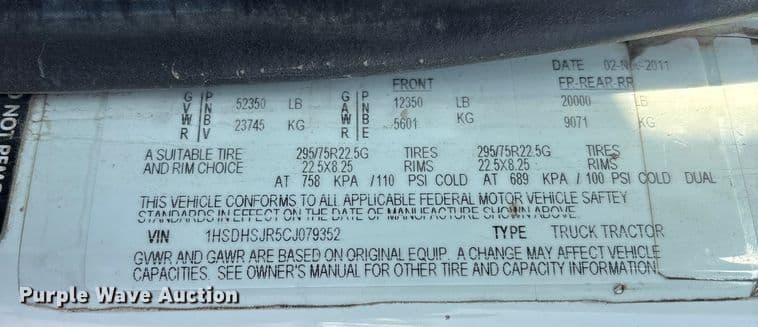 DATE 02-N 2011
FRONT FR-REAR-RR
GVWR PNBV 52350 LB GAWR PNBE 12350 LB 20000 LB
23745 KG 5601 KG 9071 KG
A SUITABLE TIRE 295/75R22.5G TIRES 295/75R22.5G TIRES
AND RIM CHOICE 22.5X8.25 RIMS 22.5X8.25 RIMS
AT 758 KPA /110 PSI COLD AT 689 KPA / 100 PSI COLD DUAL
THIS VEHICLE CONFORMS TO ALL APPLICABLE FEDERAL MOTOR VEHICLE SAFTEY
STANDARDS IN EFFECT ON THE DATE OF MANUFACTURE SHOWN ABOVE.
VIN 1HSDHSJR5CJ079352 TYPE TRUCK TRACTOR
GVWR AND GAWR ARE BASED ON ORIGINAL EQUIP. A CHANGE MAY AFFECT VEHICLE
CAPACITIES. SEE OWNER'S MANUAL FOR OTHER TIRE AND CAPACITY INFORMATION.
NOT
Purple Wave Auction